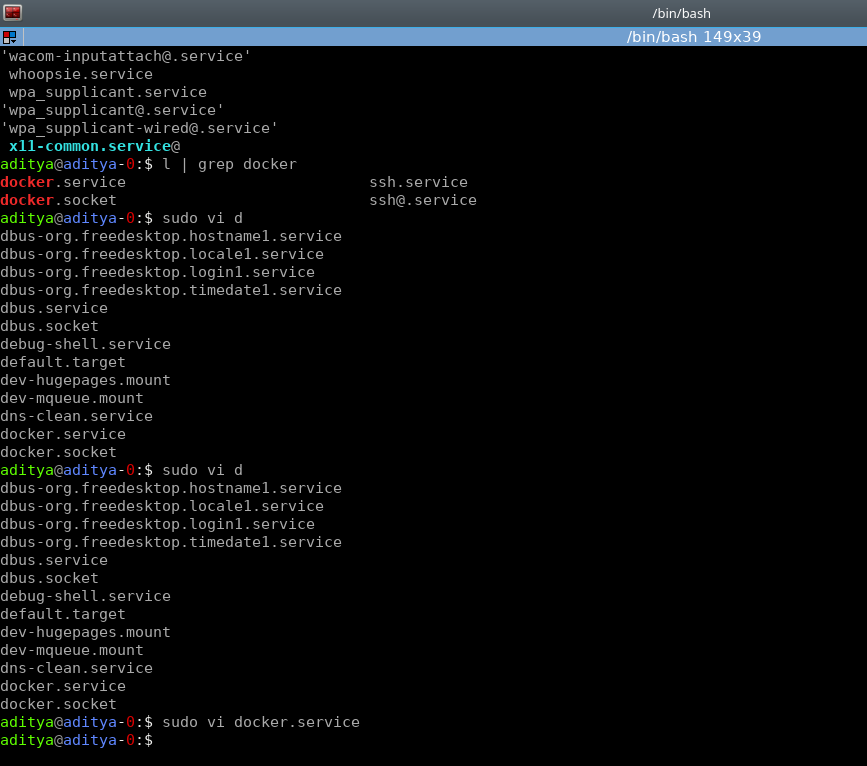 /bin/bash
/bin/bash 149x39
'wacom-inputattach@.service'
whoopsie.service
wpa_supplicant.service
'wpa_supplicant@.service'
'wpa_supplicant-wired@.service'
x11-common.service@
aditya@aditya-0:$ l | grep docker
docker.service ssh.service
docker.socket ssh@.service
aditya@aditya-0:$ sudo vi d
dbus-org.freedesktop.hostname1.service
dbus-org.freedesktop.locale1.service
dbus-org.freedesktop.login1.service
dbus-org.freedesktop.timedate1.service
dbus.service
dbus.socket
debug-shell.service
default.target
dev-hugepages.mount
dev-mqueue.mount
dns-clean.service
docker.service
docker.socket
aditya@aditya-0:$ sudo vi d
dbus-org.freedesktop.hostname1.service
dbus-org.freedesktop.locale1.service
dbus-org.freedesktop.login1.service
dbus-org.freedesktop.timedate1.service
dbus.service
dbus.socket
debug-shell.service
default.target
dev-hugepages.mount
dev-mqueue.mount
dns-clean.service
docker.service
docker.socket
aditya@aditya-0:$ sudo vi docker.service
aditya@aditya-0:$